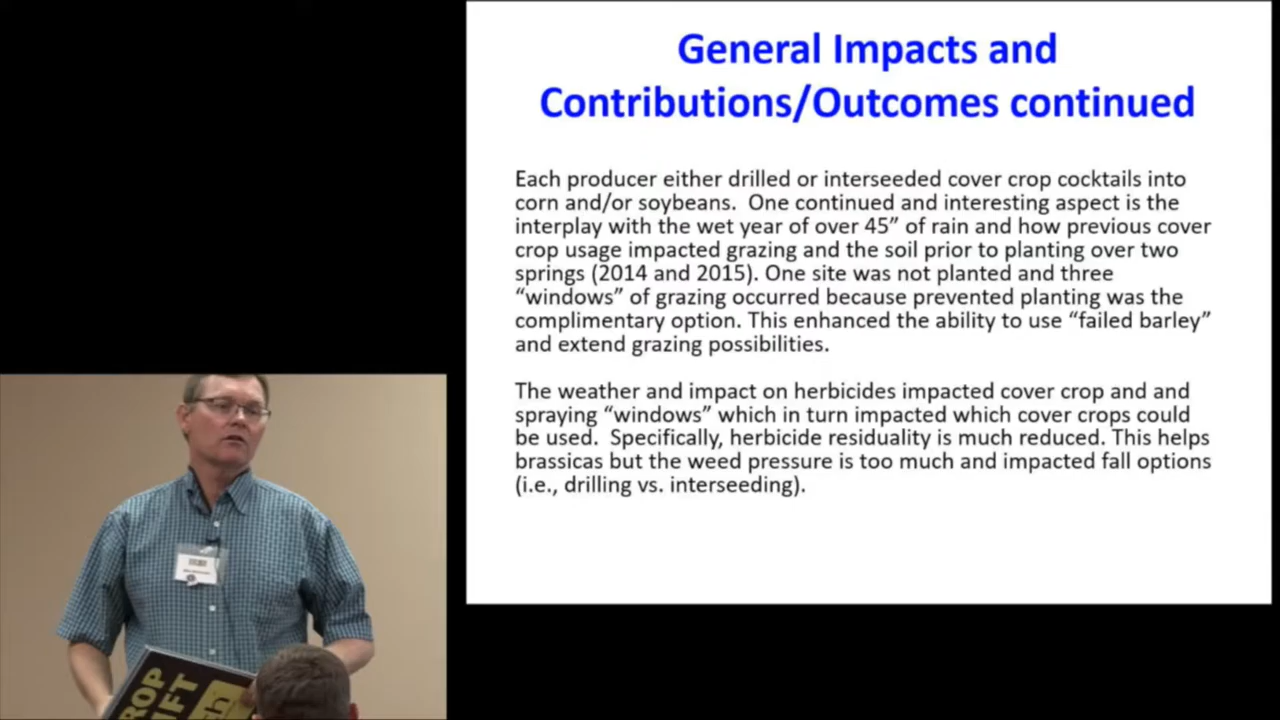 General Impacts and
Contributions/Outcomes continued
Each producer either drilled or interseeded cover crop cocktails into
corn and/or soybeans.  One continued and interesting aspect is the
interplay with the wet year of over 45” of rain and how previous cover
crop usage impacted grazing and the soil prior to planting over two
springs (2014 and 2015). One site was not planted and three
“windows” of grazing occurred because prevented planting was the
complimentary option. This enhanced the ability to use “failed barley”
and extend grazing possibilities.
The weather and impact on herbicides impacted cover crop and and
spraying “windows” which in turn impacted which cover crops could
be used.  Specifically, herbicide residuality is much reduced. This helps
brassicas but the weed pressure is too much and impacted fall options
(i.e., drilling vs. interseeding).